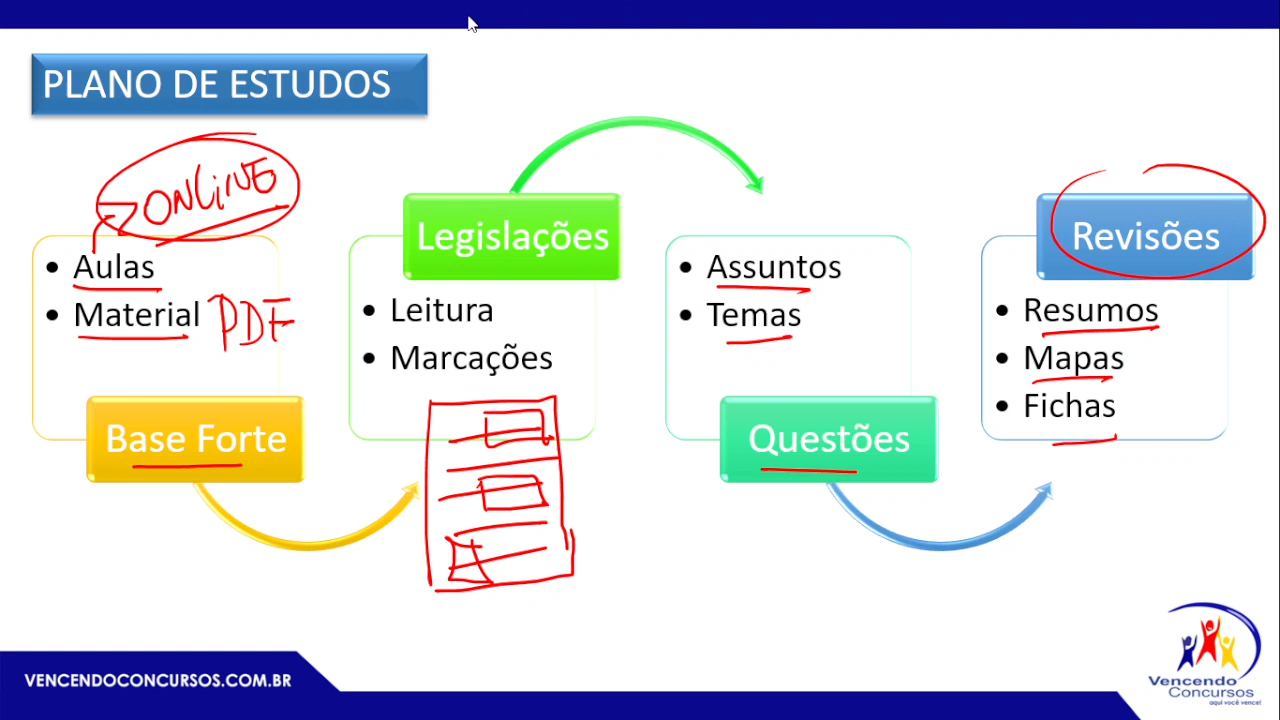 PLANO DE ESTUDOS
ONLINE
• Aulas
• Material PDF
Base Forte
Legislações
• Leitura
• Marcações
• Assuntos
• Temas
Questões
Revisões
• Resumos
• Mapas
• Fichas
VENCENDOCONCURSOS.COM.BR
Vencendo
Concursos
aqui você vence!